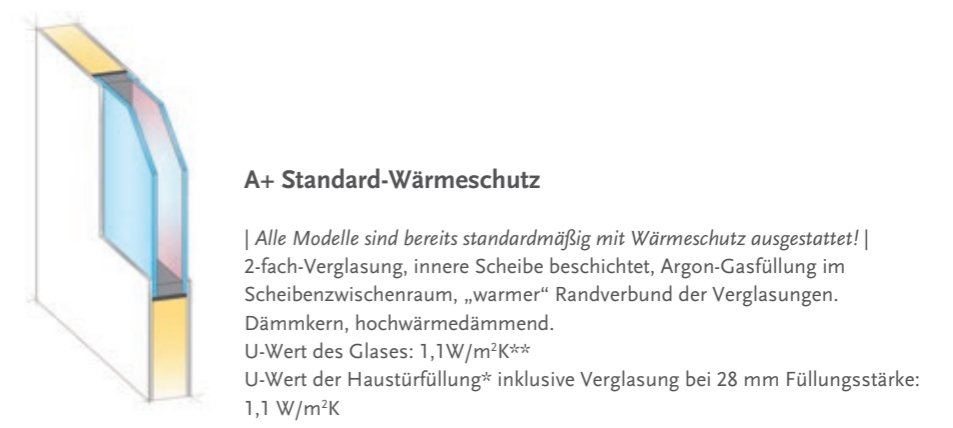 A+ Standard-Wärmeschutz
| Alle Modelle sind bereits standardmäßig mit Wärmeschutz ausgestattet! |
2-fach-Verglasung, innere Scheibe beschichtet, Argon-Gasfüllung im
Scheibenzwischenraum, „warmer“ Randverbund der Verglasungen.
Dämmkern, hochwärmedämmend.
U-Wert des Glases: 1,1W/m²K**
U-Wert der Haustürfüllung* inklusive Verglasung bei 28 mm Füllungsstärke:
1,1 W/m²K